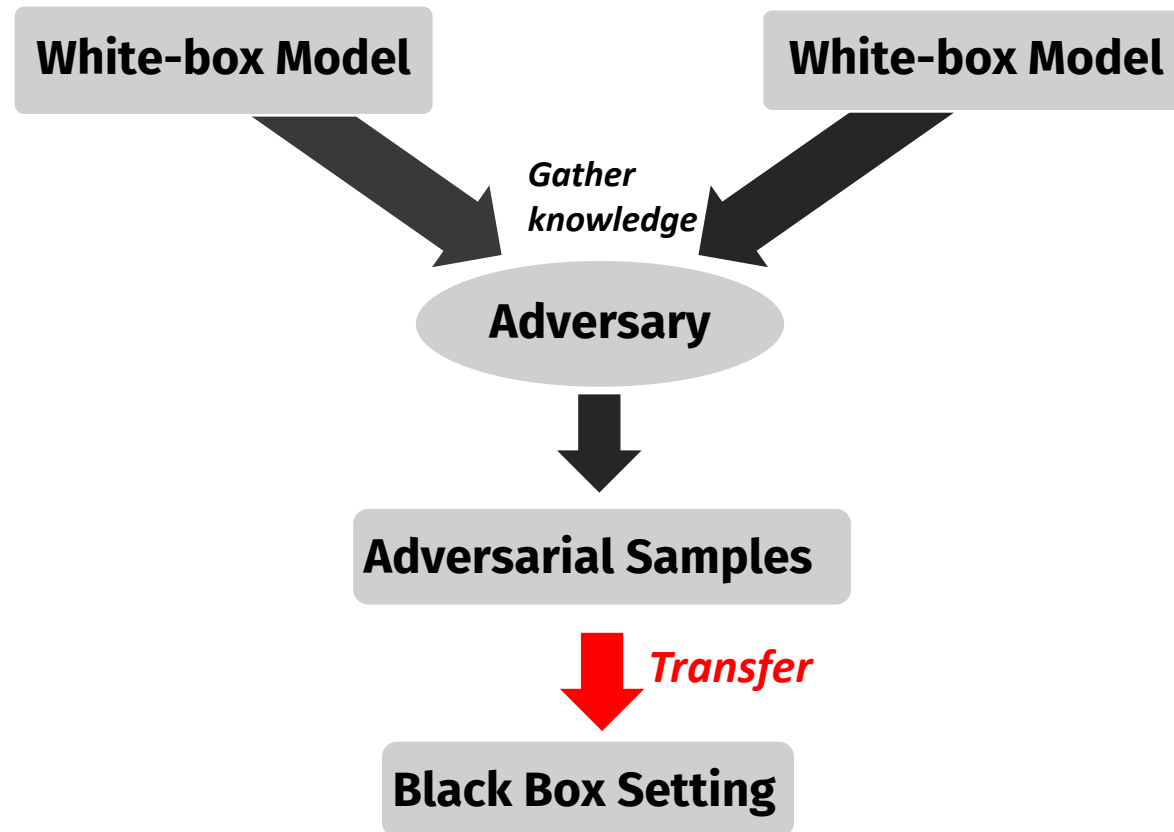 White-box Model
White-box Model
Gather
knowledge
Adversary
Adversarial Samples
Transfer
Black Box Setting